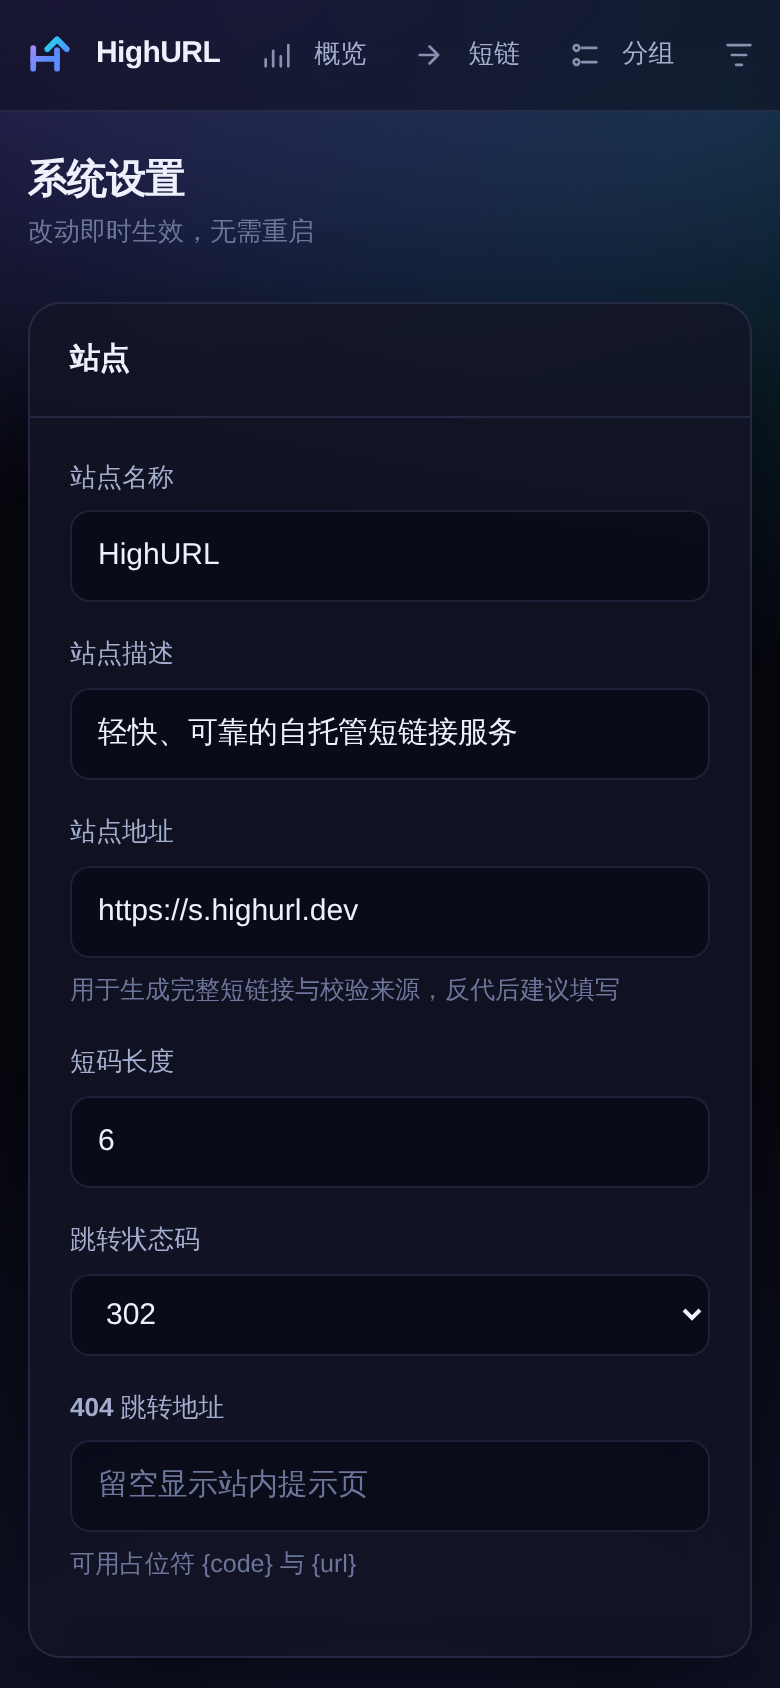 HighURL 概览 短链 分组
系统设置
改动即时生效，无需重启
站点
站点名称
HighURL
站点描述
轻快、可靠的自托管短链接服务
站点地址
https://s.highurl.dev
用于生成完整短链接与校验来源，反代后建议填写
短码长度
6
跳转状态码
302
404 跳转地址
留空显示站内提示页
可用占位符 {code} 与 {url}